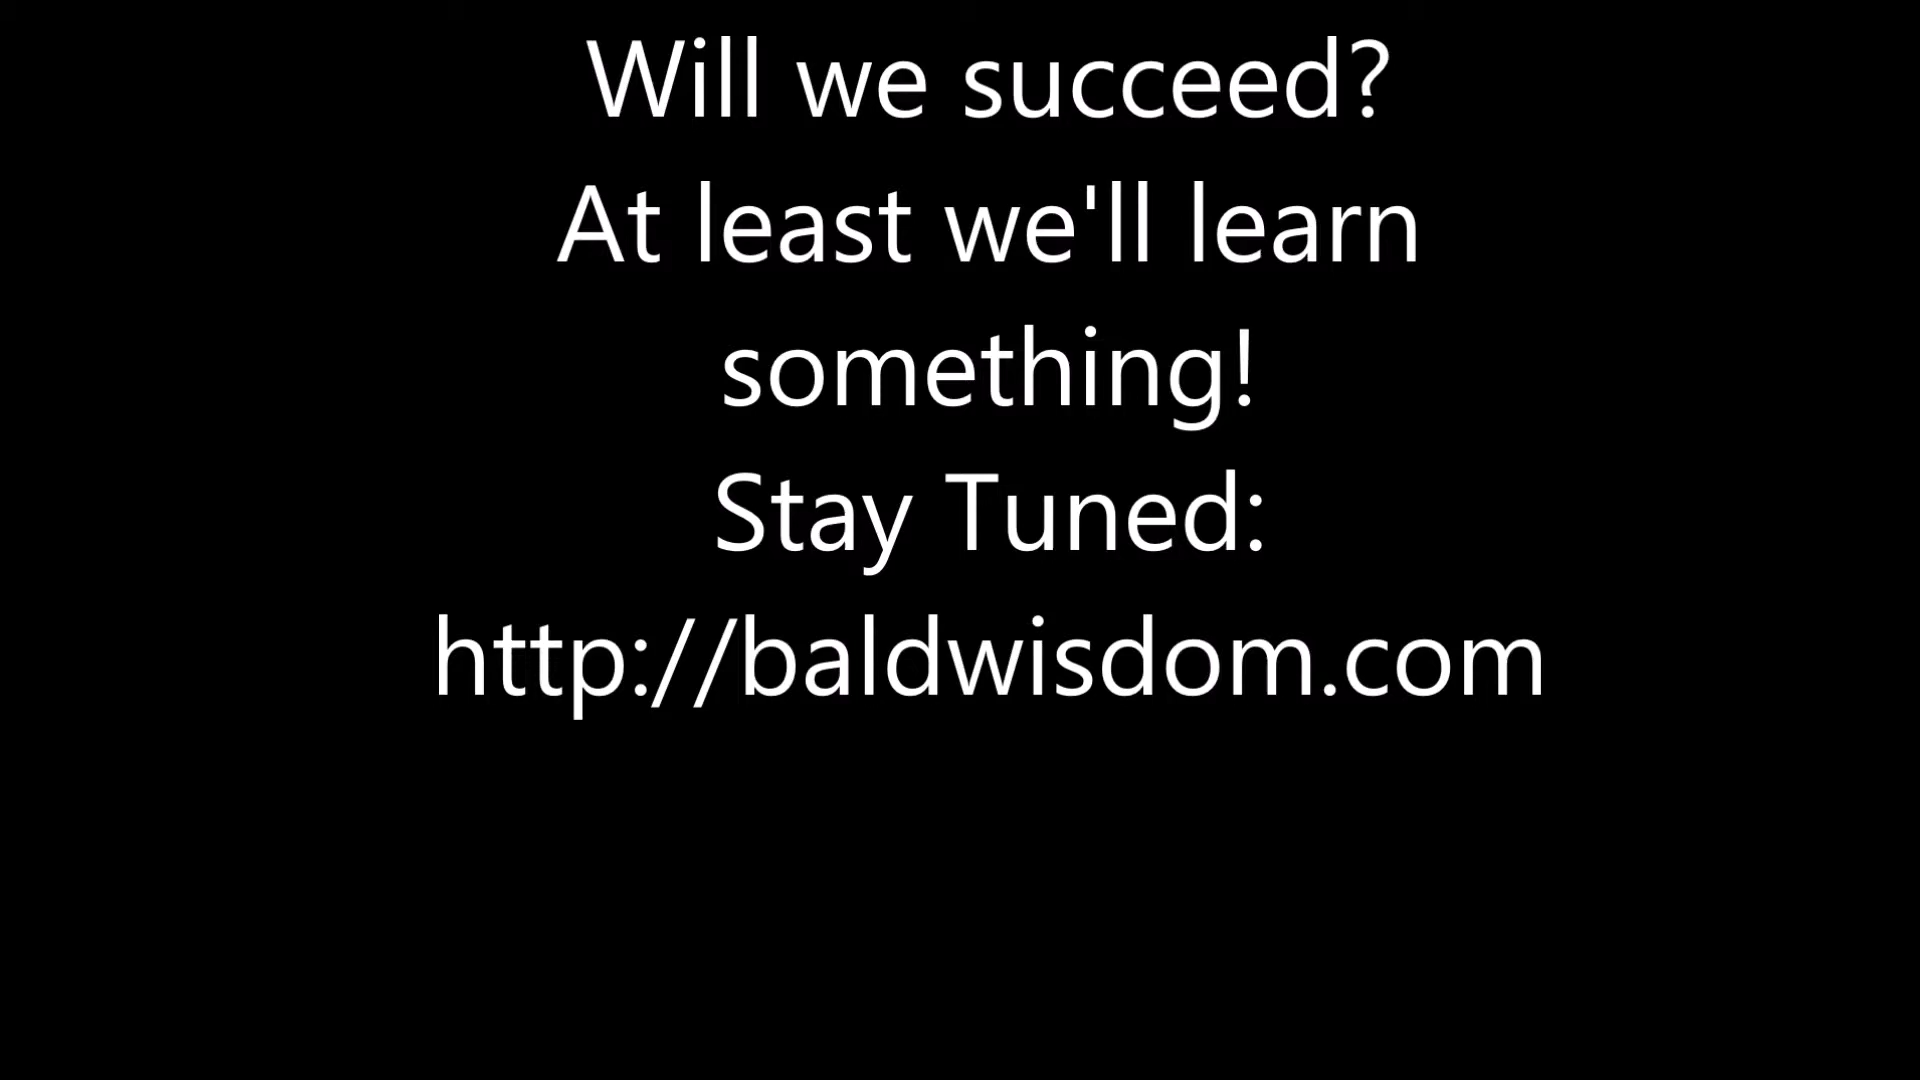 Will we succeed?
At least we'll learn
something!
Stay Tuned:
http://baldwisdom.com